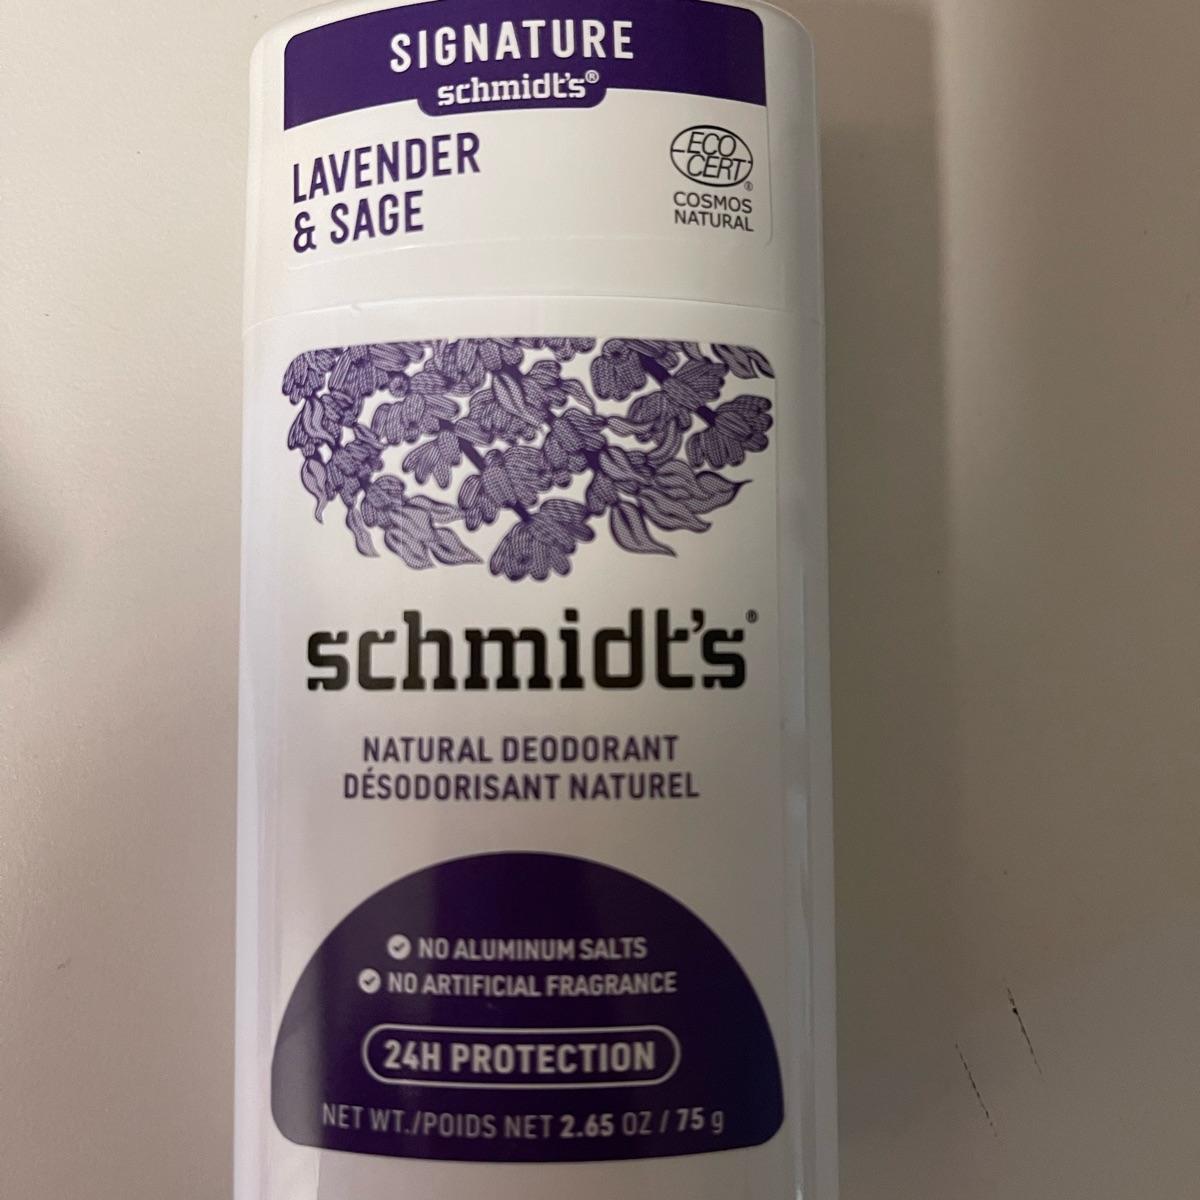 SIGNATURE
schmidt's®
LAVENDER
& SAGE
ECO
CERT®
COSMOS
NATURAL
schmidt's®
NATURAL DEODORANT
DÉSODORISANT NATUREL
NO ALUMINUM SALTS
NO ARTIFICIAL FRAGRANCE
24H PROTECTION
NET WT./POIDS NET 2.65 OZ / 75 g